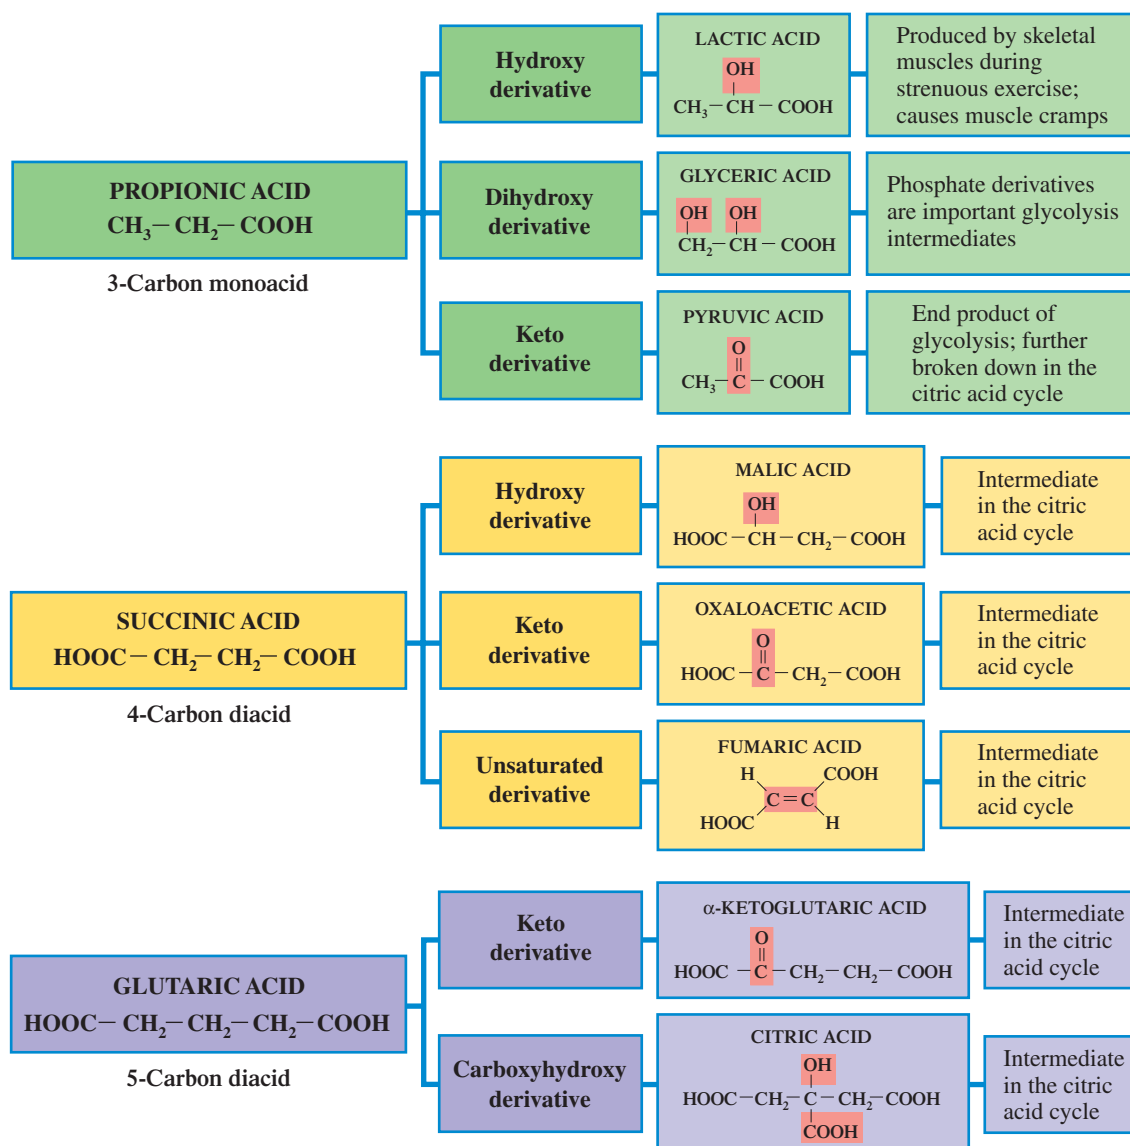 PROPIONIC ACID
CH₃— CH₂— COOH
3-Carbon monoacid
Hydroxy
derivative
LACTIC ACID
OH
CH₃—CH—COOH
Produced by skeletal
muscles during
strenuous exercise;
causes muscle cramps
Dihydroxy
derivative
GLYCERIC ACID
OH OH
CH₂—CH—COOH
Phosphate derivatives
are important glycolysis
intermediates
Keto
derivative
PYRUVIC ACID
O
||
CH₃—C—COOH
End product of
glycolysis; further
broken down in the
citric acid cycle
SUCCINIC ACID
HOOC—CH₂—CH₂—COOH
4-Carbon diacid
Hydroxy
derivative
MALIC ACID
OH
HOOC—CH—CH₂—COOH
Intermediate
in the citric
acid cycle
Keto
derivative
OXALOACETIC ACID
O
||
HOOC—C—CH₂—COOH
Intermediate
in the citric
acid cycle
Unsaturated
derivative
FUMARIC ACID
H COOH
C=C
HOOC H
Intermediate
in the citric
acid cycle
GLUTARIC ACID
HOOC—CH₂—CH₂—CH₂—COOH
5-Carbon diacid
Keto
derivative
α-KETOGLUTARIC ACID
O
||
HOOC —C—CH₂—CH₂—COOH
Intermediate
in the citric
acid cycle
Carboxyhydroxy
derivative
CITRIC ACID
OH
HOOC—CH₂—C—CH₂—COOH
COOH
Intermediate
in the citric
acid cycle